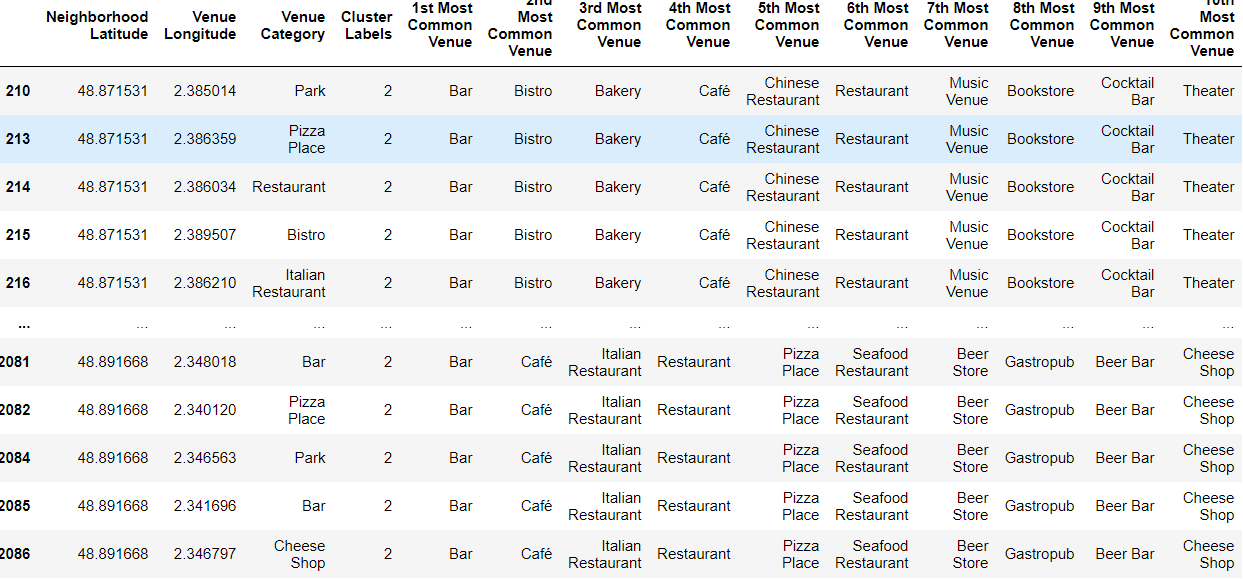 Neighborhood Latitude Venue Longitude Venue Category Cluster Labels 1st Most Common Venue 2nd Most Common Venue 3rd Most Common Venue 4th Most Common Venue 5th Most Common Venue 6th Most Common Venue 7th Most Common Venue 8th Most Common Venue 9th Most Common Venue 10th Most Common Venue
210 48.871531 2.385014 Park 2 Bar Bistro Bakery Café Chinese Restaurant Restaurant Music Venue Bookstore Cocktail Bar Theater
213 48.871531 2.386359 Pizza Place 2 Bar Bistro Bakery Café Chinese Restaurant Restaurant Music Venue Bookstore Cocktail Bar Theater
214 48.871531 2.386034 Restaurant 2 Bar Bistro Bakery Café Chinese Restaurant Restaurant Music Venue Bookstore Cocktail Bar Theater
215 48.871531 2.389507 Bistro 2 Bar Bistro Bakery Café Chinese Restaurant Restaurant Music Venue Bookstore Cocktail Bar Theater
216 48.871531 2.386210 Italian Restaurant 2 Bar Bistro Bakery Café Chinese Restaurant Restaurant Music Venue Bookstore Cocktail Bar Theater
... ... ... ... ... ... ... ... ... ... ... ... ... ... ...
2081 48.891668 2.348018 Bar 2 Bar Café Italian Restaurant Restaurant Pizza Place Seafood Restaurant Beer Store Gastropub Beer Bar Cheese Shop
2082 48.891668 2.340120 Pizza Place 2 Bar Café Italian Restaurant Restaurant Pizza Place Seafood Restaurant Beer Store Gastropub Beer Bar Cheese Shop
2084 48.891668 2.346563 Park 2 Bar Café Italian Restaurant Restaurant Pizza Place Seafood Restaurant Beer Store Gastropub Beer Bar Cheese Shop
2085 48.891668 2.341696 Bar 2 Bar Café Italian Restaurant Restaurant Pizza Place Seafood Restaurant Beer Store Gastropub Beer Bar Cheese Shop
2086 48.891668 2.346797 Cheese Shop 2 Bar Café Italian Restaurant Restaurant Pizza Place Seafood Restaurant Beer Store Gastropub Beer Bar Cheese Shop